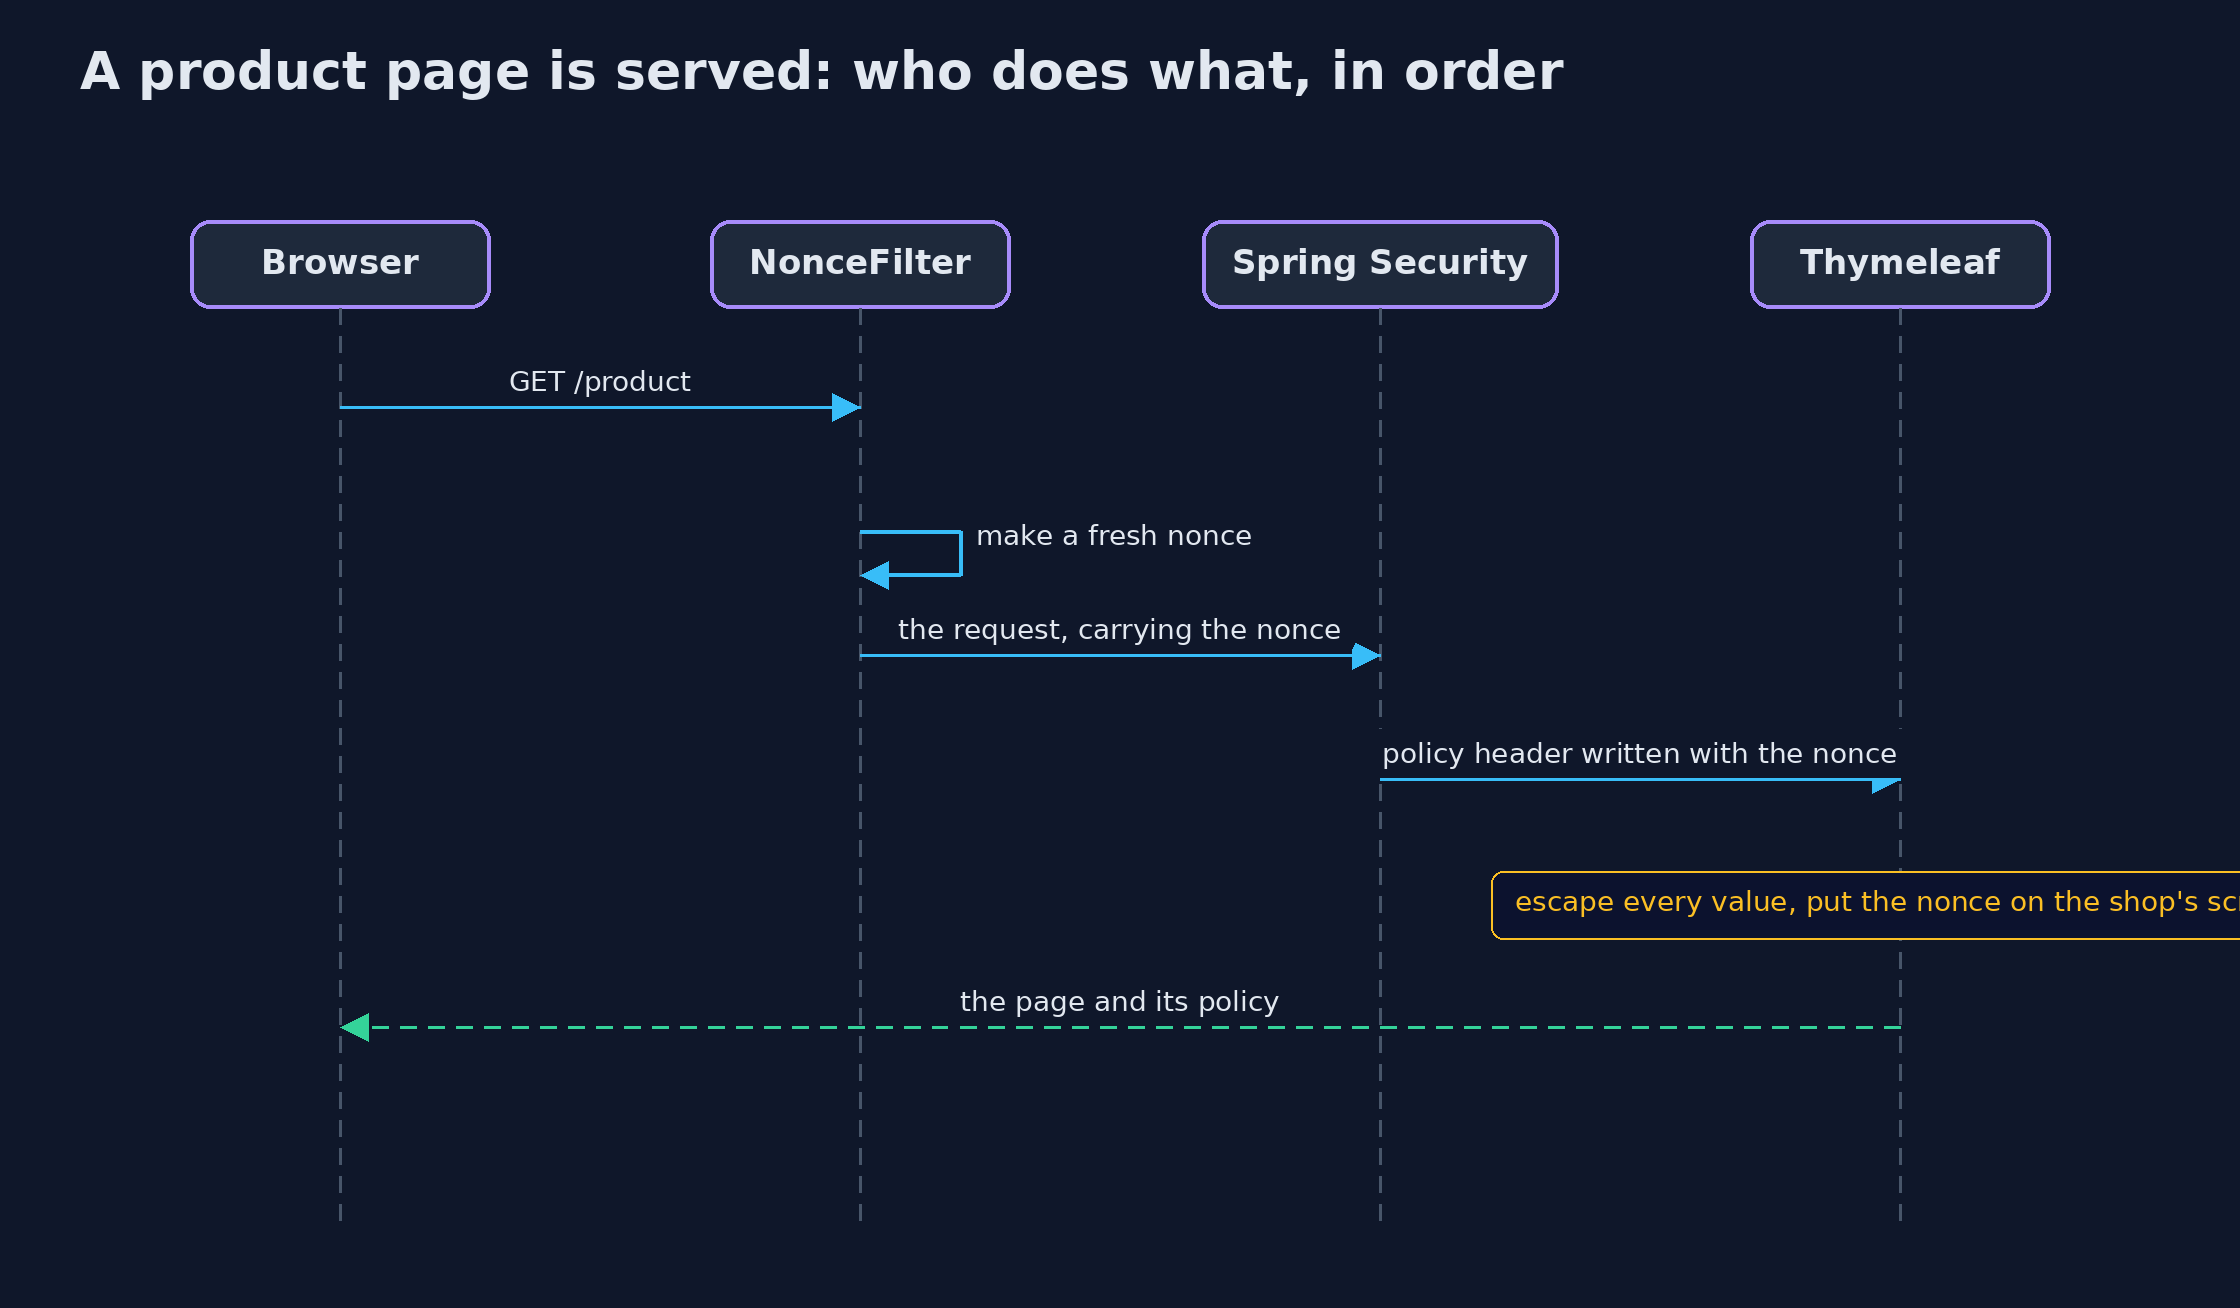 A product page is served: who does what, in order
Browser
NonceFilter
Spring Security
Thymeleaf
GET /product
make a fresh nonce
the request, carrying the nonce
policy header written with the nonce
escape every value, put the nonce on the shop's
the page and its policy